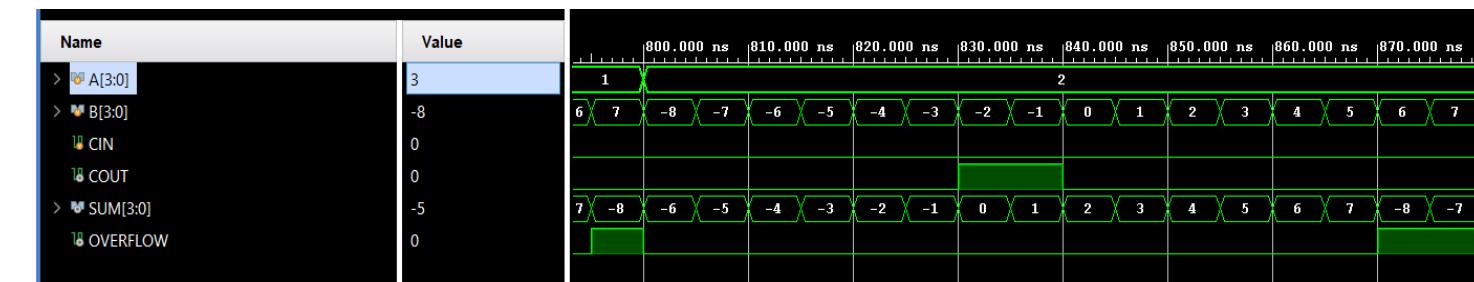 Name Value 800.000 ns 810.000 ns 820.000 ns 830.000 ns 840.000 ns 850.000 ns 860.000 ns 870.000 ns
A[3:0] 3 1 2
B[3:0] -8 6 7 -8 -7 -6 -5 -4 -3 -2 -1 0 1 2 3 4 5 6 7
CIN 0
COUT 0
SUM[3:0] -5 7 -8 -6 -5 -4 -3 -2 -1 0 1 2 3 4 5 6 7 -8 -7
OVERFLOW 0